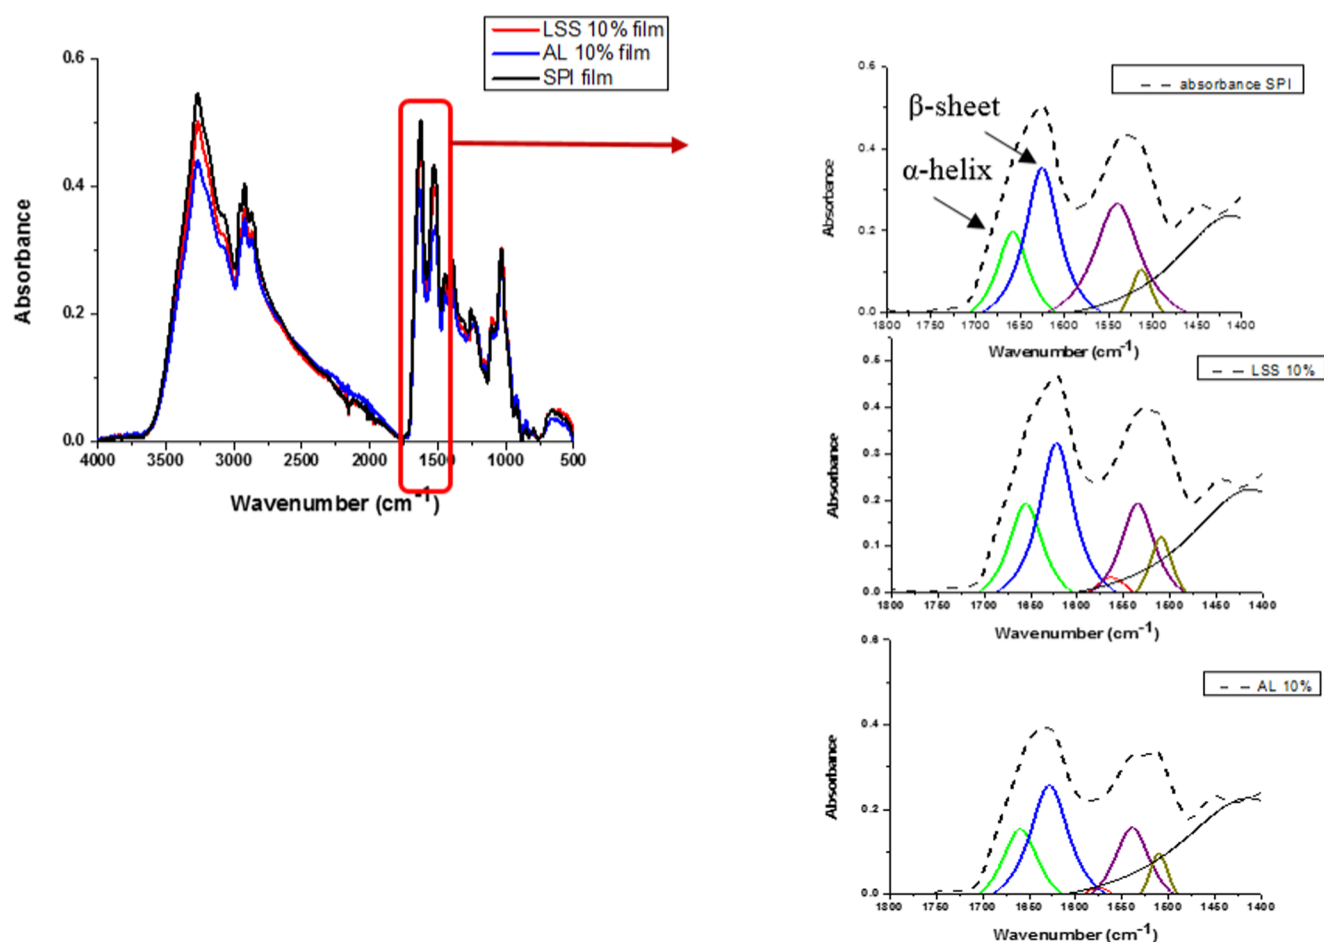 LSS 10% film
AL 10% film
SPI film
0.6
0.4
0.2
0.0
Absorbance
4000 3500 3000 2500 2000 1500 1000 500
Wavenumber (cm⁻¹)
absorbance SPI
β-sheet
α-helix
0.6
0.4
0.2
0.0
Absorbance
1800 1750 1700 1650 1600 1550 1500 1450 1400
Wavenumber (cm⁻¹)
LSS 10%
0.5
0.4
0.3
0.2
0.1
0.0
Absorbance
1800 1750 1700 1650 1600 1550 1500 1450 1400
Wavenumber (cm⁻¹)
AL 10%
0.6
0.4
0.2
0.0
Absorbance
1800 1750 1700 1650 1600 1550 1500 1450 1400
Wavenumber (cm⁻¹)